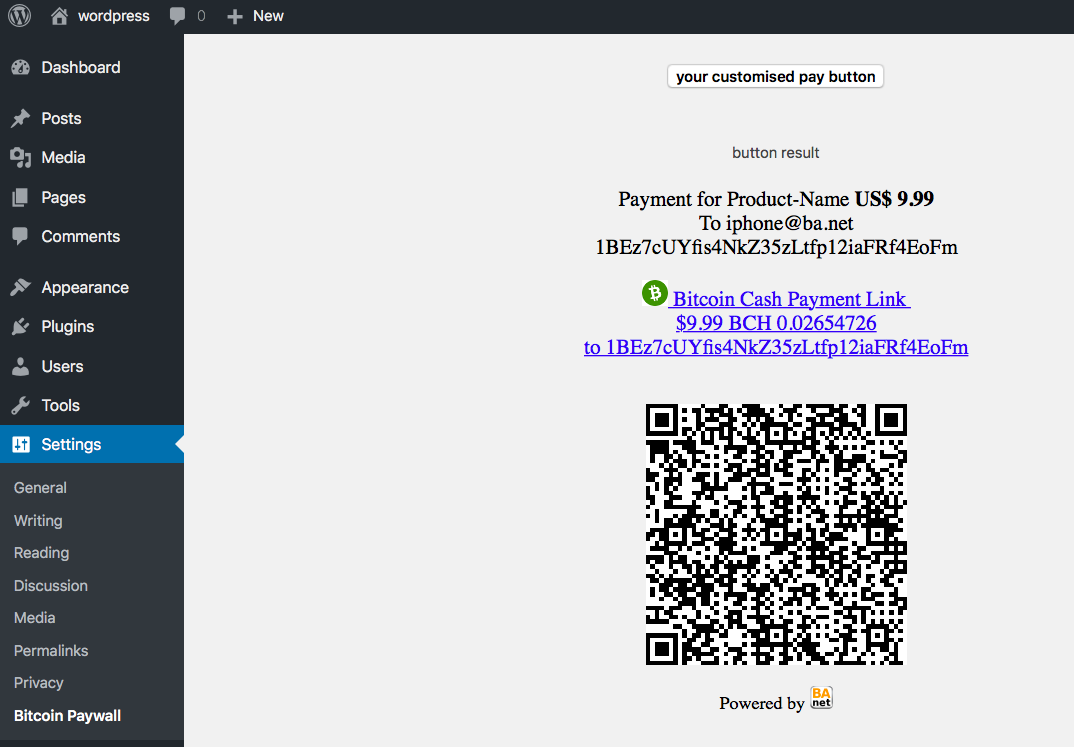 wordpress 0 New
Dashboard
Posts
Media
Pages
Comments
Appearance
Plugins
Users
Tools
Settings
General
Writing
Reading
Discussion
Media
Permalinks
Privacy
Bitcoin Paywall
your customised pay button
button result
Payment for Product-Name US$ 9.99
To iphone@ba.net
1BEz7cUYfis4NkZ35zLtfp12iaFRf4EoFm
Bitcoin Cash Payment Link
$9.99 BCH 0.02654726
to 1BEz7cUYfis4NkZ35zLtfp12iaFRf4EoFm
Powered by BA net